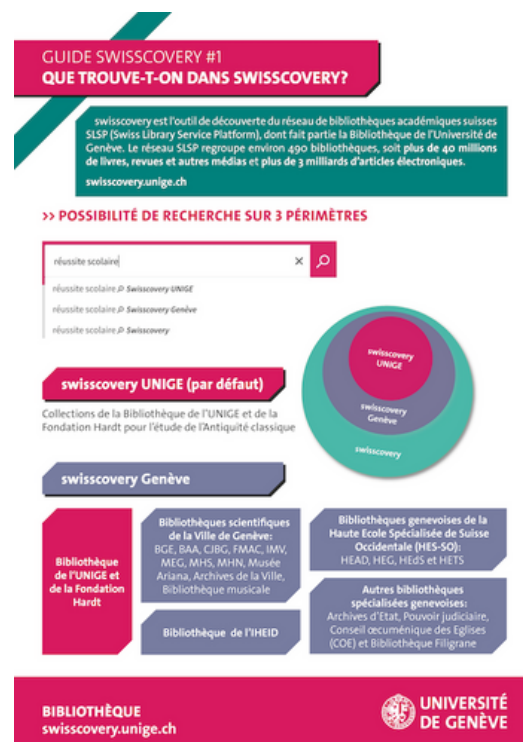 GUIDE SWISSCOVERY #1
QUE TROUVE-T-ON DANS SWISSCOVERY?
swisscovery est l'outil de découverte du réseau de bibliothèques académiques suisses
SLSP (Swiss Library Service Platform), dont fait partie la Bibliothèque de l'Université de
Genève. Le réseau SLSP regroupe environ 490 bibliothèques, soit plus de 40 millions
de livres, revues et autres médias et plus de 3 milliards d'articles électroniques.
swisscovery.unige.ch
>> POSSIBILITÉ DE RECHERCHE SUR 3 PÉRIMÈTRES
réussite scolaire
réussite scolaire Swisscovery UNIGE
réussite scolaire Swisscovery Genève
réussite scolaire Swisscovery
swisscovery
UNIGE
swisscovery
Genève
swisscovery
swisscovery UNIGE (par défaut)
Collections de la Bibliothèque de l'UNIGE et de la
Fondation Hardt pour l'étude de l'Antiquité classique
swisscovery Genève
Bibliothèque
de l'UNIGE et
de la Fondation
Hardt
Bibliothèques scientifiques
de la Ville de Genève:
BGE, BAA, CJBG, FMAC, IMV,
MEG, MHS, MHN, Musée
Ariana, Archives de la Ville,
Bibliothèque musicale
Bibliothèque de l'IHEID
Bibliothèques genevoises de la
Haute Ecole Spécialisée de Suisse
Occidentale (HES-SO):
HEAD, HEG, HEdS et HETS
Autres bibliothèques
spécialisées genevoises:
Archives d'Etat, Pouvoir judiciaire,
Conseil œcuménique des Eglises
(COE) et Bibliothèque Filigrane
BIBLIOTHÈQUE
swisscovery.unige.ch
UNIVERSITÉ
DE GENÈVE